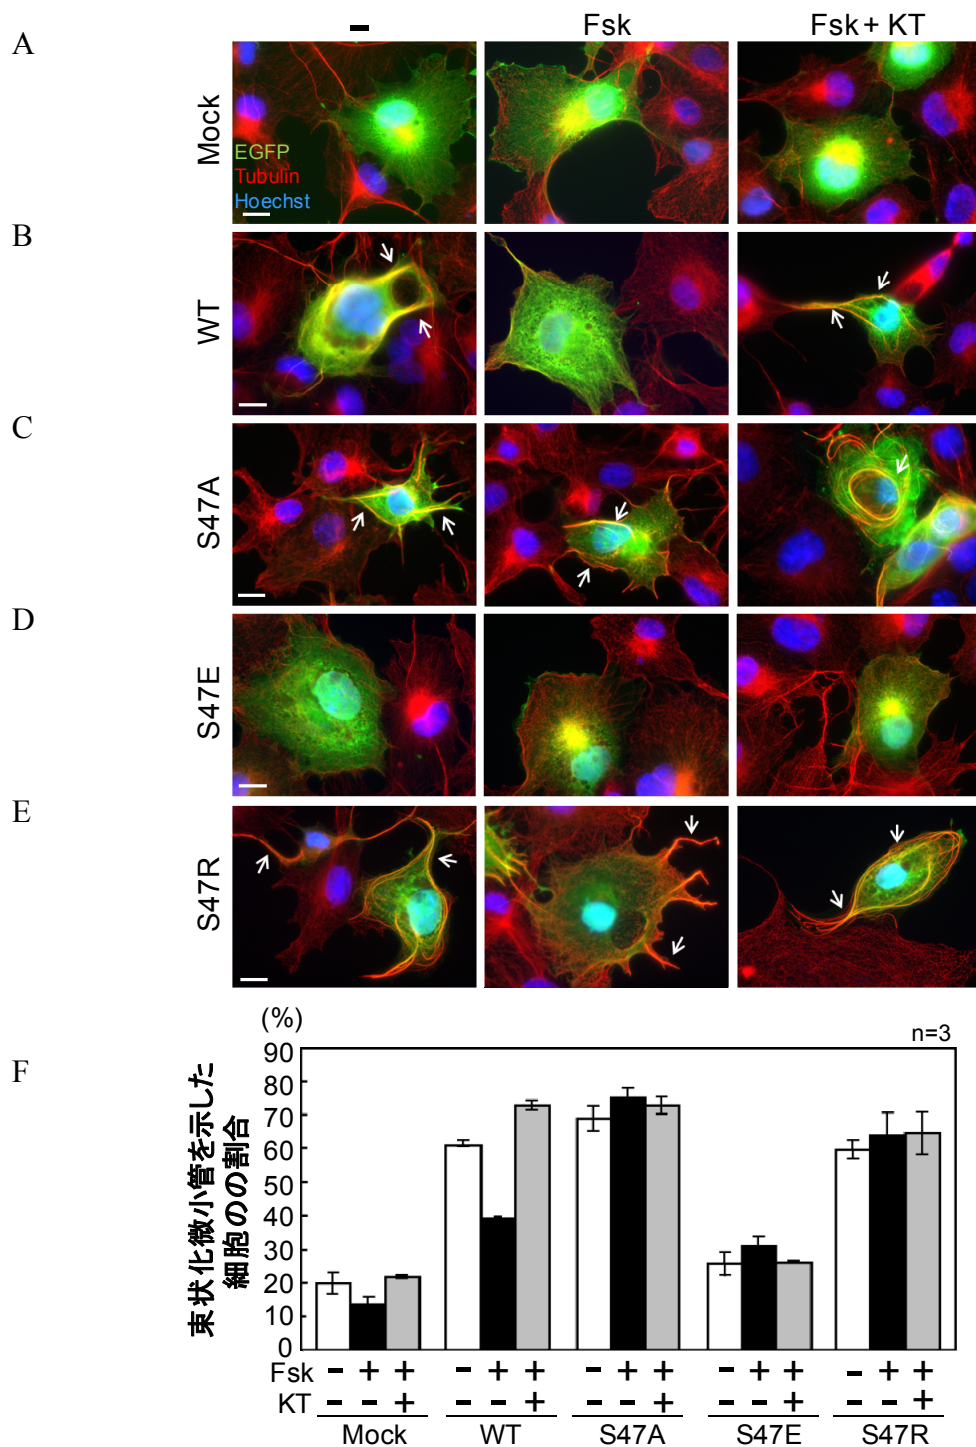 - Fsk Fsk + KT
A
Mock
EGFP
Tubulin
Hoechst
B
WT
C
S47A
D
S47E
E
S47R
F
(%)
n=3
束状化微小管を示した
細胞のの割合
90
80
70
60
50
40
30
20
10
0
Fsk - + + - + + - + + - + + - + +
KT - - + - - + - - + - - + - - +
Mock WT S47A S47E S47R